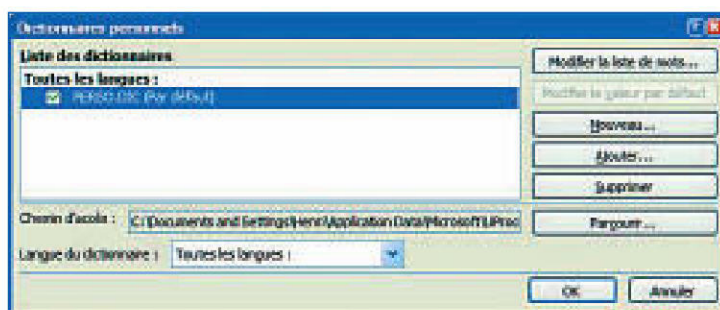 Dictionnaires personnels
Liste des dictionnaires
Toutes les langues :
PERSO.DIC (Par défaut)
Modifier la liste de mots...
Modifier la valeur par défaut
Nouveau...
Ajouter...
Supprimer
Chemin d'accès : C:\Documents and Settings\Henri\Application Data\Microsoft\UProo
Parcourir...
Langue du dictionnaire : Toutes les langues :
OK
Annuler